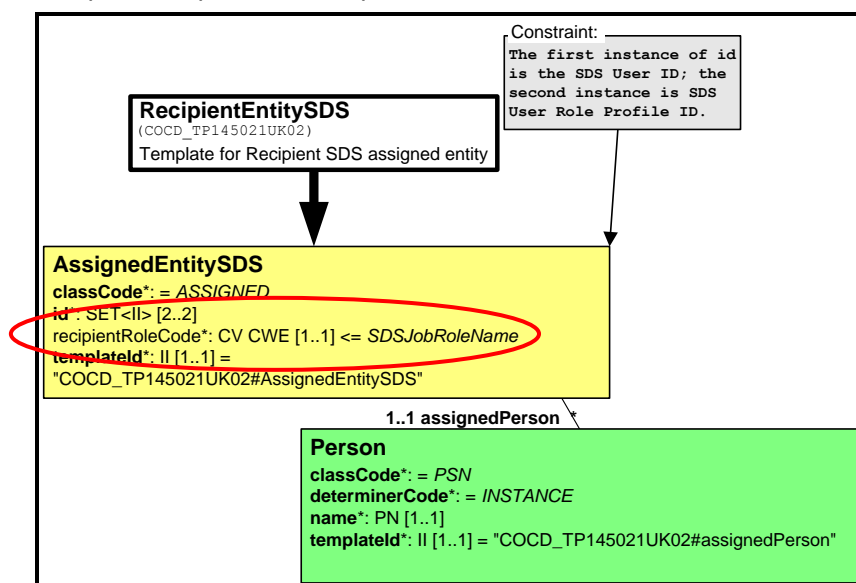 Constraint:
The first instance of id
is the SDS User ID; the
second instance is SDS
User Role Profile ID.
RecipientEntitySDS
(COCD_TP145021UK02)
Template for Recipient SDS assigned entity
AssignedEntitySDS
classCode*: = ASSIGNED
id*: SET<II> [2..2]
recipientRoleCode*: CV CWE [1..1] <= SDSJobRoleName
templateId*: II [1..1] =
"COCD_TP145021UK02#AssignedEntitySDS"
1..1 assignedPerson *
Person
classCode*: = PSN
determinerCode*: = INSTANCE
name*: PN [1..1]
templateId*: II [1..1] = "COCD_TP145021UK02#assignedPerson"